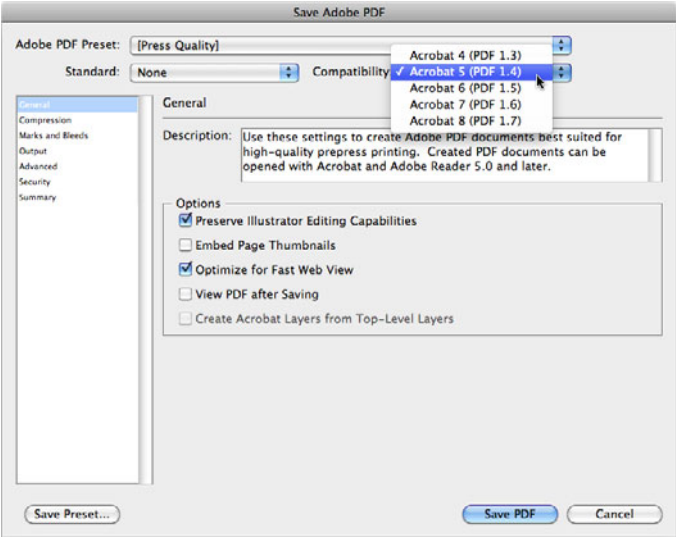 Save Adobe PDF
Adobe PDF Preset: [Press Quality]
Standard: None Compatibility
Acrobat 4 (PDF 1.3)
✓ Acrobat 5 (PDF 1.4)
Acrobat 6 (PDF 1.5)
Acrobat 7 (PDF 1.6)
Acrobat 8 (PDF 1.7)
General
Compression
Marks and Bleeds
Output
Advanced
Security
Summary
General
Description: Use these settings to create Adobe PDF documents best suited for
high-quality prepress printing. Created PDF documents can be
opened with Acrobat and Adobe Reader 5.0 and later.
Options
Preserve Illustrator Editing Capabilities
Embed Page Thumbnails
Optimize for Fast Web View
View PDF after Saving
Create Acrobat Layers from Top-Level Layers
Save Preset... Save PDF Cancel